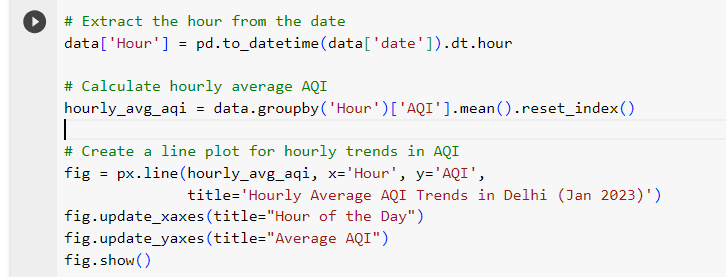 # Extract the hour from the date
data['Hour'] = pd.to_datetime(data['date']).dt.hour
# Calculate hourly average AQI
hourly_avg_aqi = data.groupby('Hour')['AQI'].mean().reset_index()
# Create a line plot for hourly trends in AQI
fig = px.line(hourly_avg_aqi, x='Hour', y='AQI',
              title='Hourly Average AQI Trends in Delhi (Jan 2023)')
fig.update_xaxes(title="Hour of the Day")
fig.update_yaxes(title="Average AQI")
fig.show()